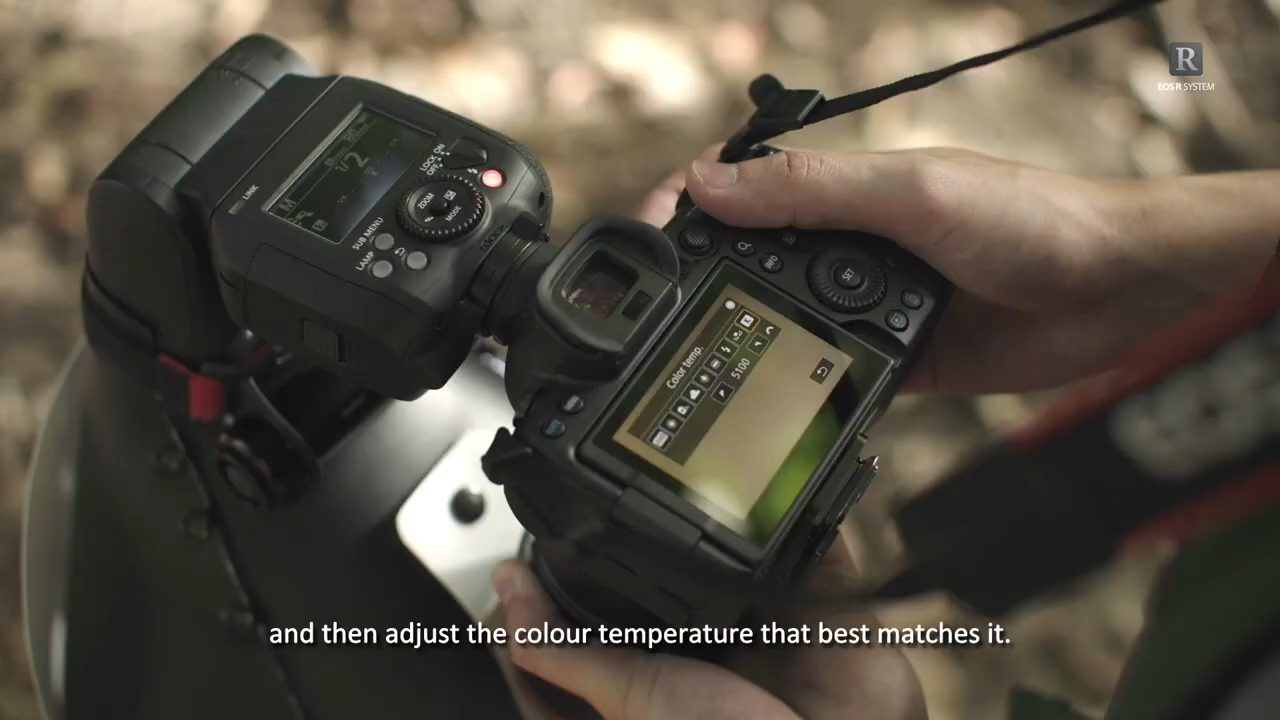 R
EOS R SYSTEM
1/2
M
LINK
LOCK ON
OFF
ZOOM
MODE
SUB MENU
LAMP
INFO
SET
Color temp.
5100
and then adjust the colour temperature that best matches it.